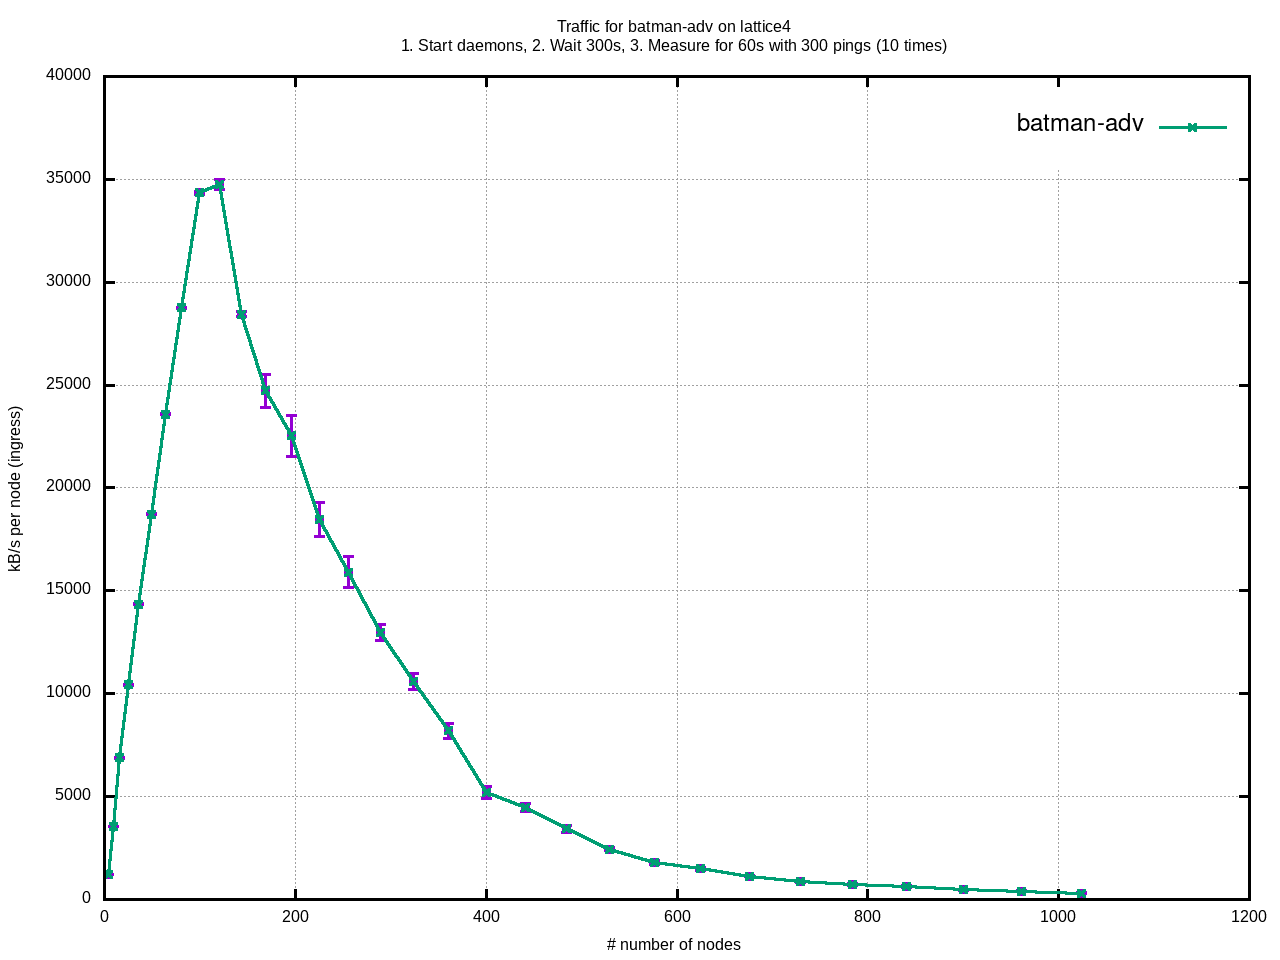 Traffic for batman-adv on lattice4
1. Start daemons, 2. Wait 300s, 3. Measure for 60s with 300 pings (10 times)
batman-adv
kB/s per node (ingress)
40000
35000
30000
25000
20000
15000
10000
5000
0
0 200 400 600 800 1000 1200
# number of nodes